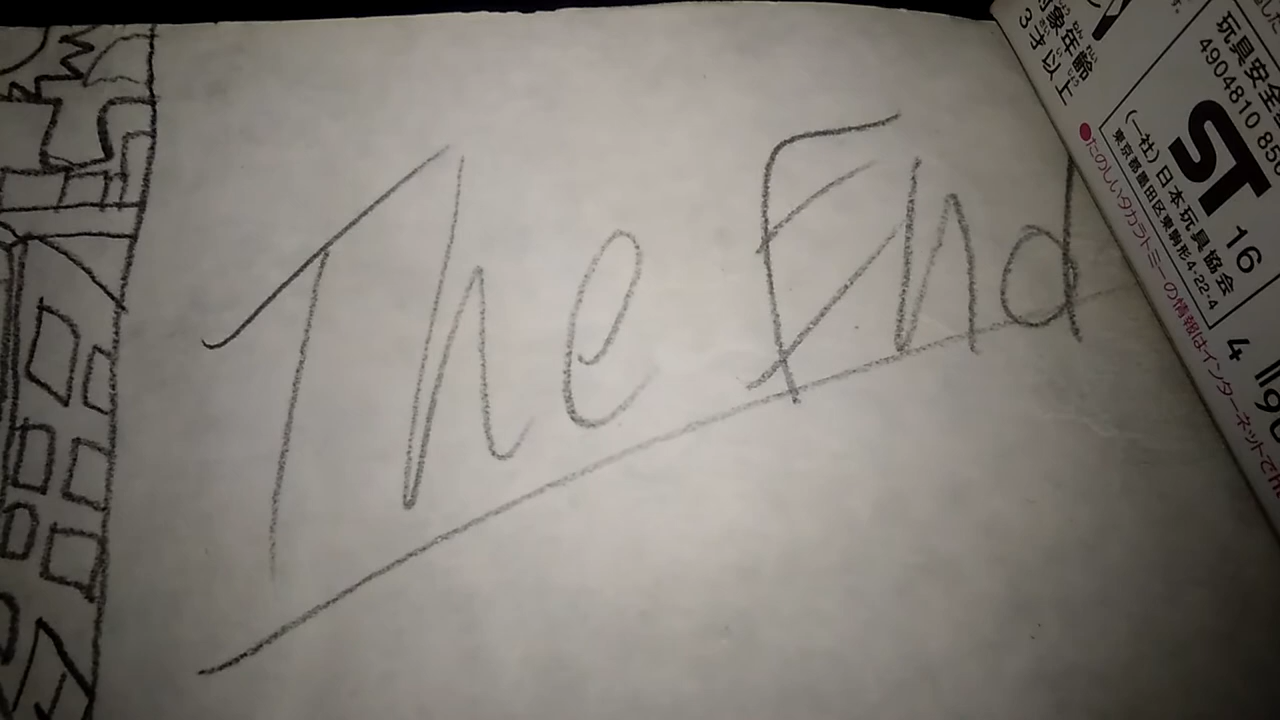 The End
対象年齢
3才以上
玩具安全
4904810 85
ST
(一社)日本玩具協会
東京都墨田区東駒形4-22-4
16
4
●たのしいタカラトミーの情報はインターネットで